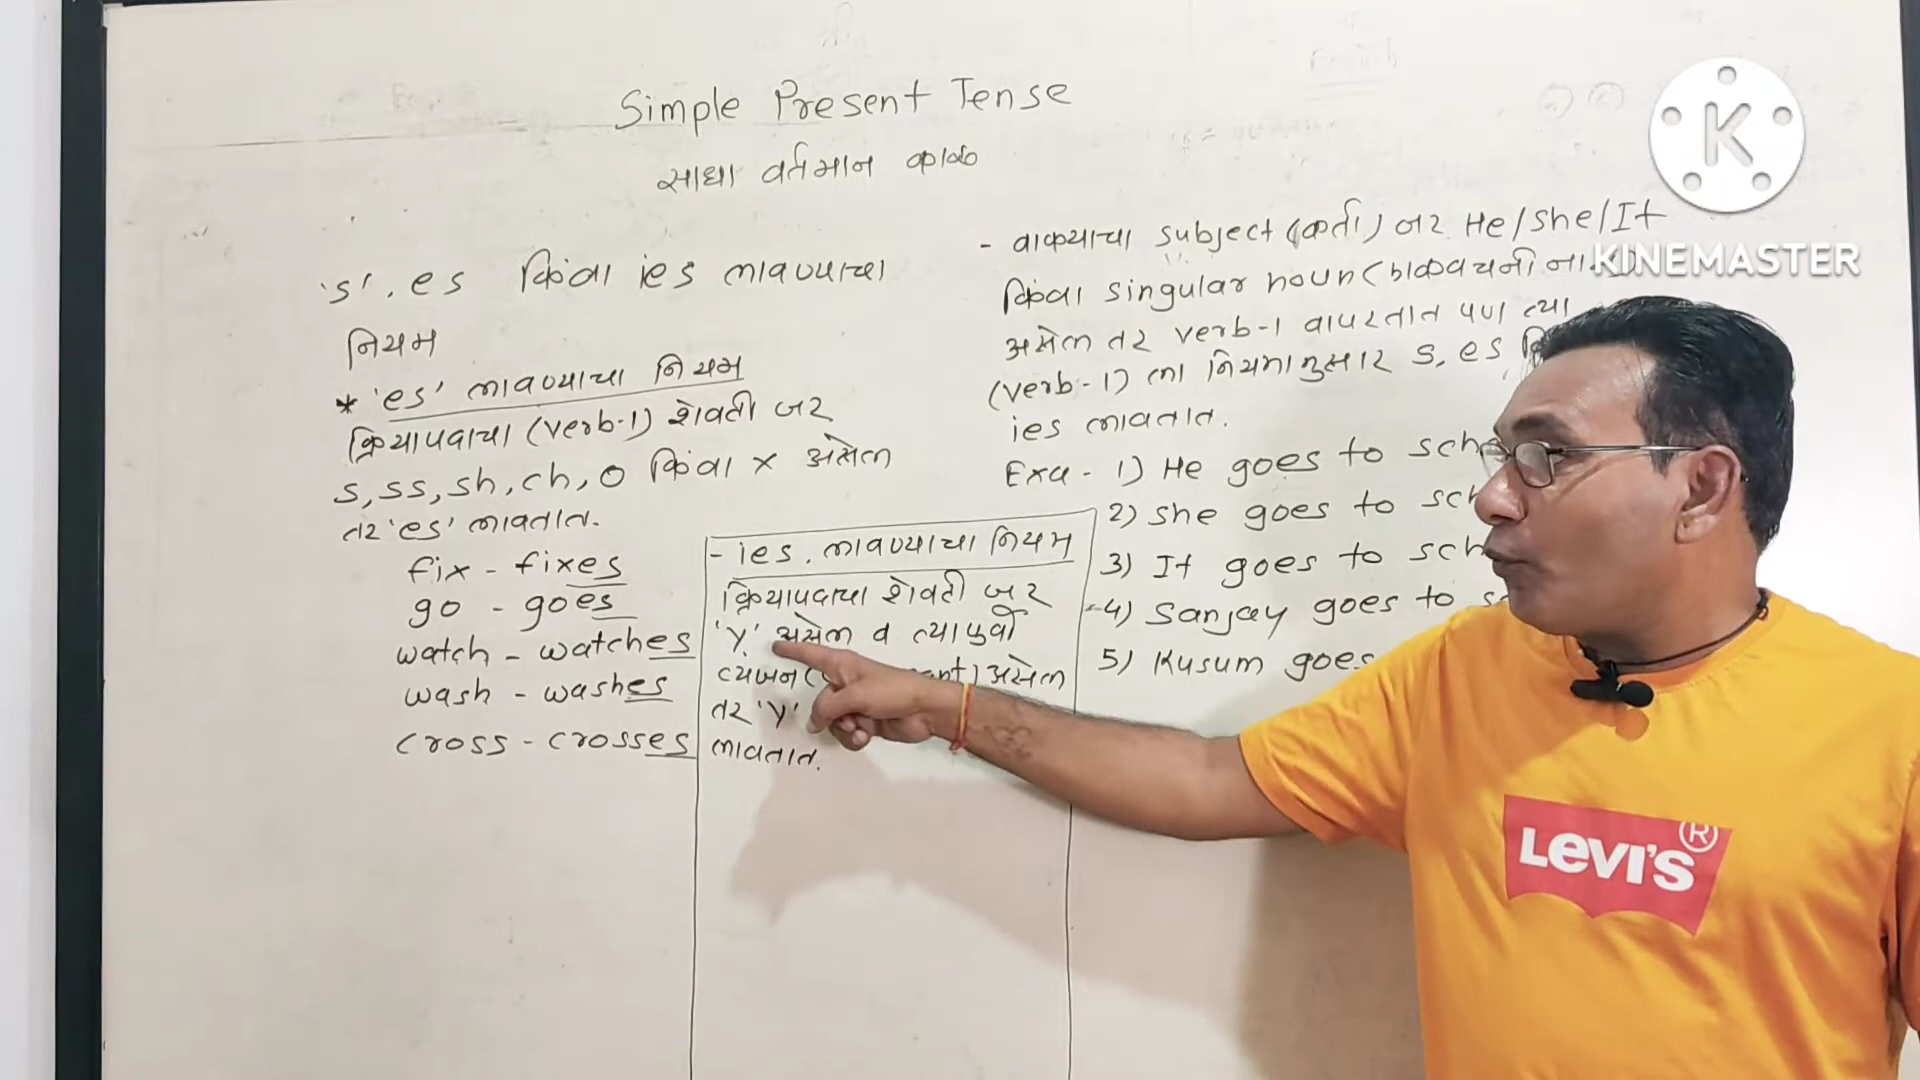 Simple Present Tense
साधा वर्तमान काळ
's', es किंवा ies लावण्याचा
नियम
* 'es' लावण्याचा नियम
क्रियापदाचा (verb-1) शेवटी जर
s, ss, sh, ch, o किंवा x असेल
तर 'es' लावतात.
fix - fixes
go - goes
watch - watches
wash - washes
cross - crosses
- ies. लावण्याचा नियम
क्रियापदाचा शेवटी जर
'Y' असेल व त्यापुर्वी
व्यंजन ( असेल
तर 'Y'
लावतात.
- वाक्याचा subject (कर्ता) जर He/She/It
किंवा singular noun (एकवचनी
असेल तर verb-1 वापरतात पण त्या
(verb-1) ला नियमानुसार s, es
ies लावतात.
Exa - 1) He goes to
2) She goes to
3) It goes to
4) Sanjay goes to
5) Kusum goes
K
KINEMASTER
LEVI'S ®